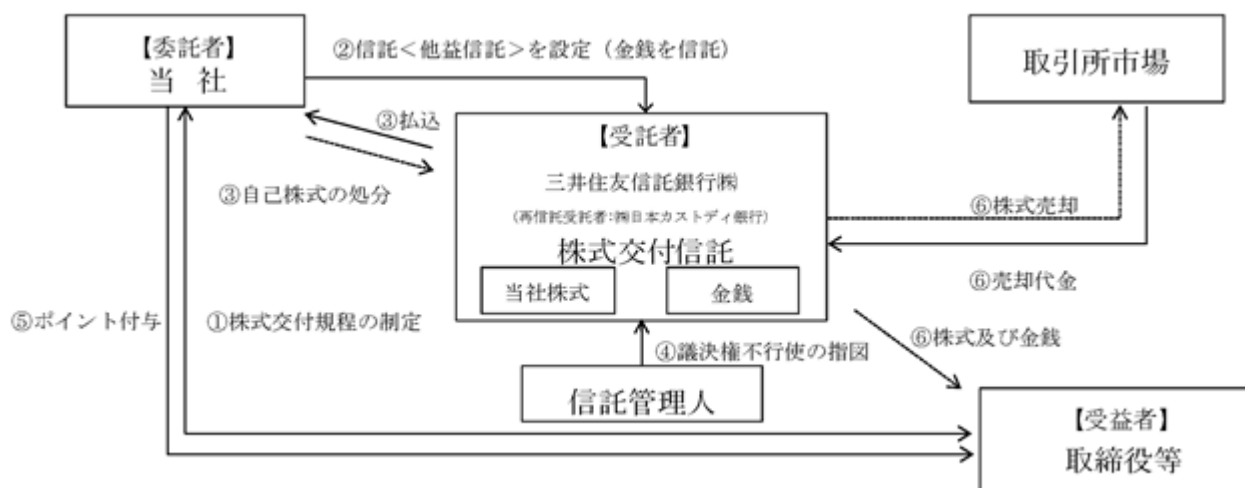 【委託者】
当 社
②信託＜他益信託＞を設定（金銭を信託）
取引所市場
③払込
③自己株式の処分
【受託者】
三井住友信託銀行㈱
（再信託受託者：㈱日本カストディ銀行）
株式交付信託
当社株式
金銭
⑥株式売却
⑥売却代金
⑤ポイント付与
①株式交付規程の制定
④議決権不行使の指図
⑥株式及び金銭
信託管理人
【受益者】
取締役等